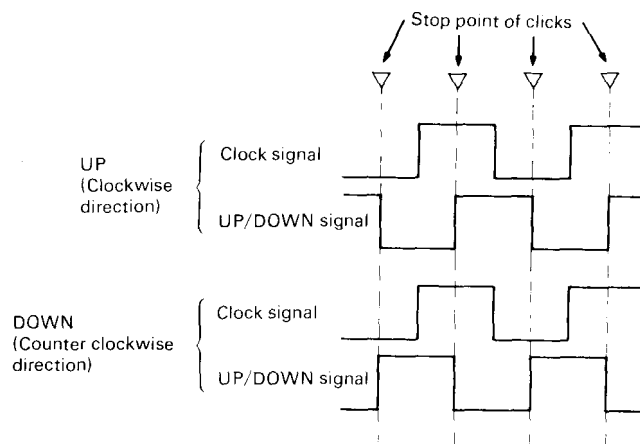 Stop point of clicks
UP
(Clockwise
direction)
Clock signal
UP/DOWN signal
DOWN
(Counter clockwise
direction)
Clock signal
UP/DOWN signal